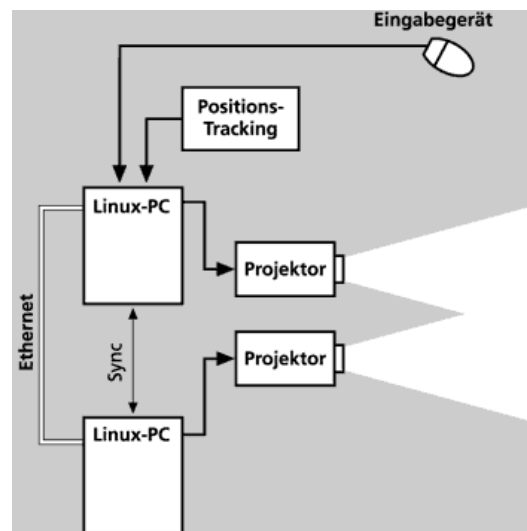 Eingabegerät
Positions-
Tracking
Linux-PC
Projektor
Ethernet
Sync
Projektor
Linux-PC